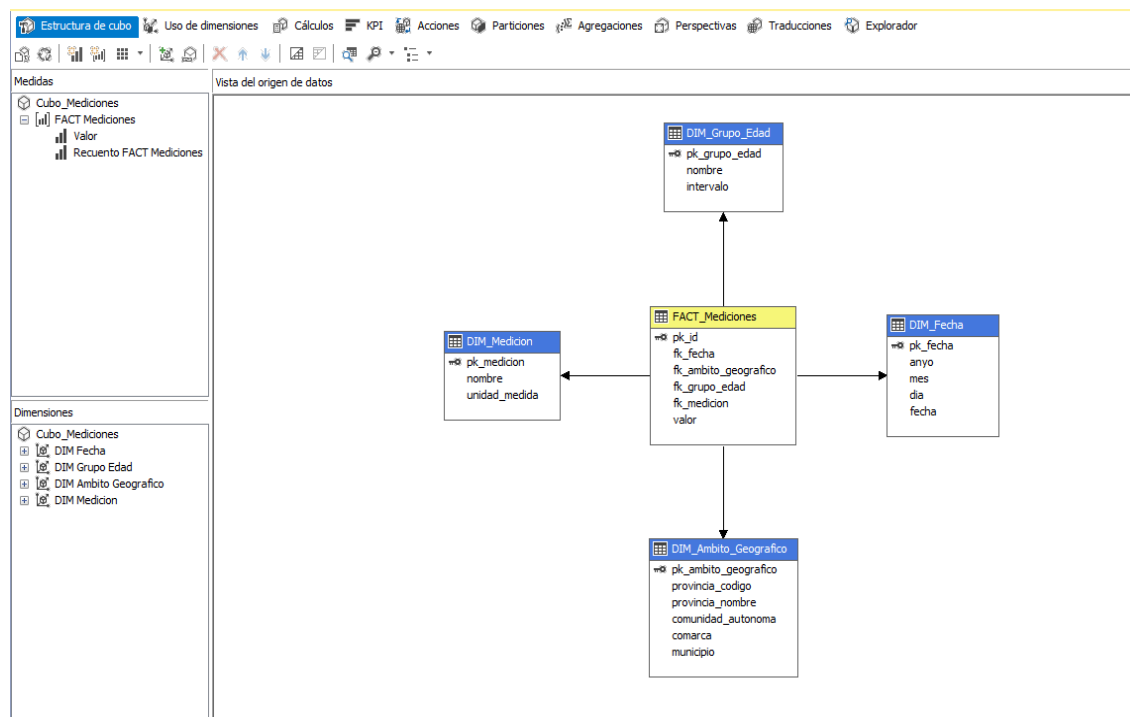 Estructura de cubo Uso de dimensiones Cálculos KPI Acciones Particiones Agregaciones Perspectivas Traducciones Explorador
Medidas
Cubo_Mediciones
FACT Mediciones
Valor
Recuento FACT Mediciones
Dimensiones
Cubo_Mediciones
DIM Fecha
DIM Grupo Edad
DIM Ambito Geografico
DIM Medicion
Vista del origen de datos
DIM_Grupo_Edad
pk_grupo_edad
nombre
intervalo
DIM_Medicion
pk_medicion
nombre
unidad_medida
FACT_Mediciones
pk_id
fk_fecha
fk_ambito_geografico
fk_grupo_edad
fk_medicion
valor
DIM_Fecha
pk_fecha
anyo
mes
dia
fecha
DIM_Ambito_Geografico
pk_ambito_geografico
provincia_codigo
provincia_nombre
comunidad_autonoma
comarca
municipio